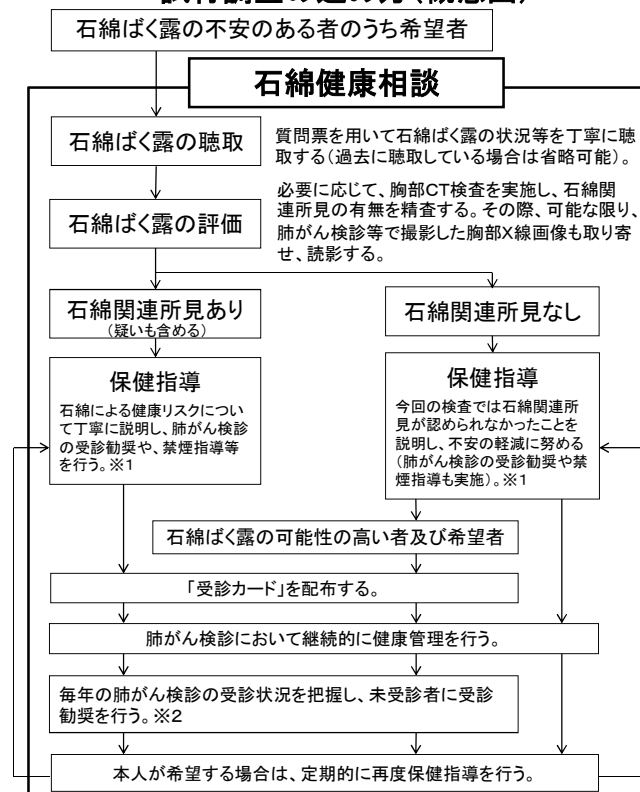 試行調査の進め方(概念図)
石綿ばく露の不安のある者のうち希望者
石綿健康相談
石綿ばく露の聴取
質問票を用いて石綿ばく露の状況等を丁寧に聴
取する(過去に聴取している場合は省略可能)。
石綿ばく露の評価
必要に応じて、胸部CT検査を実施し、石綿関
連所見の有無を精査する。その際、可能な限り、
肺がん検診等で撮影した胸部X線画像も取り寄
せ、読影する。
石綿関連所見あり
(疑いも含める)
石綿関連所見なし
保健指導
石綿による健康リスクについ
て丁寧に説明し、肺がん検診
の受診勧奨や、禁煙指導等
を行う。※1
保健指導
今回の検査では石綿関連所
見が認められなかったことを
説明し、不安の軽減に努める
(肺がん検診の受診勧奨や禁
煙指導も実施)。※1
石綿ばく露の可能性の高い者及び希望者
「受診カード」を配布する。
肺がん検診において継続的に健康管理を行う。
毎年の肺がん検診の受診状況を把握し、未受診者に受診
勧奨を行う。※2
本人が希望する場合は、定期的に再度保健指導を行う。